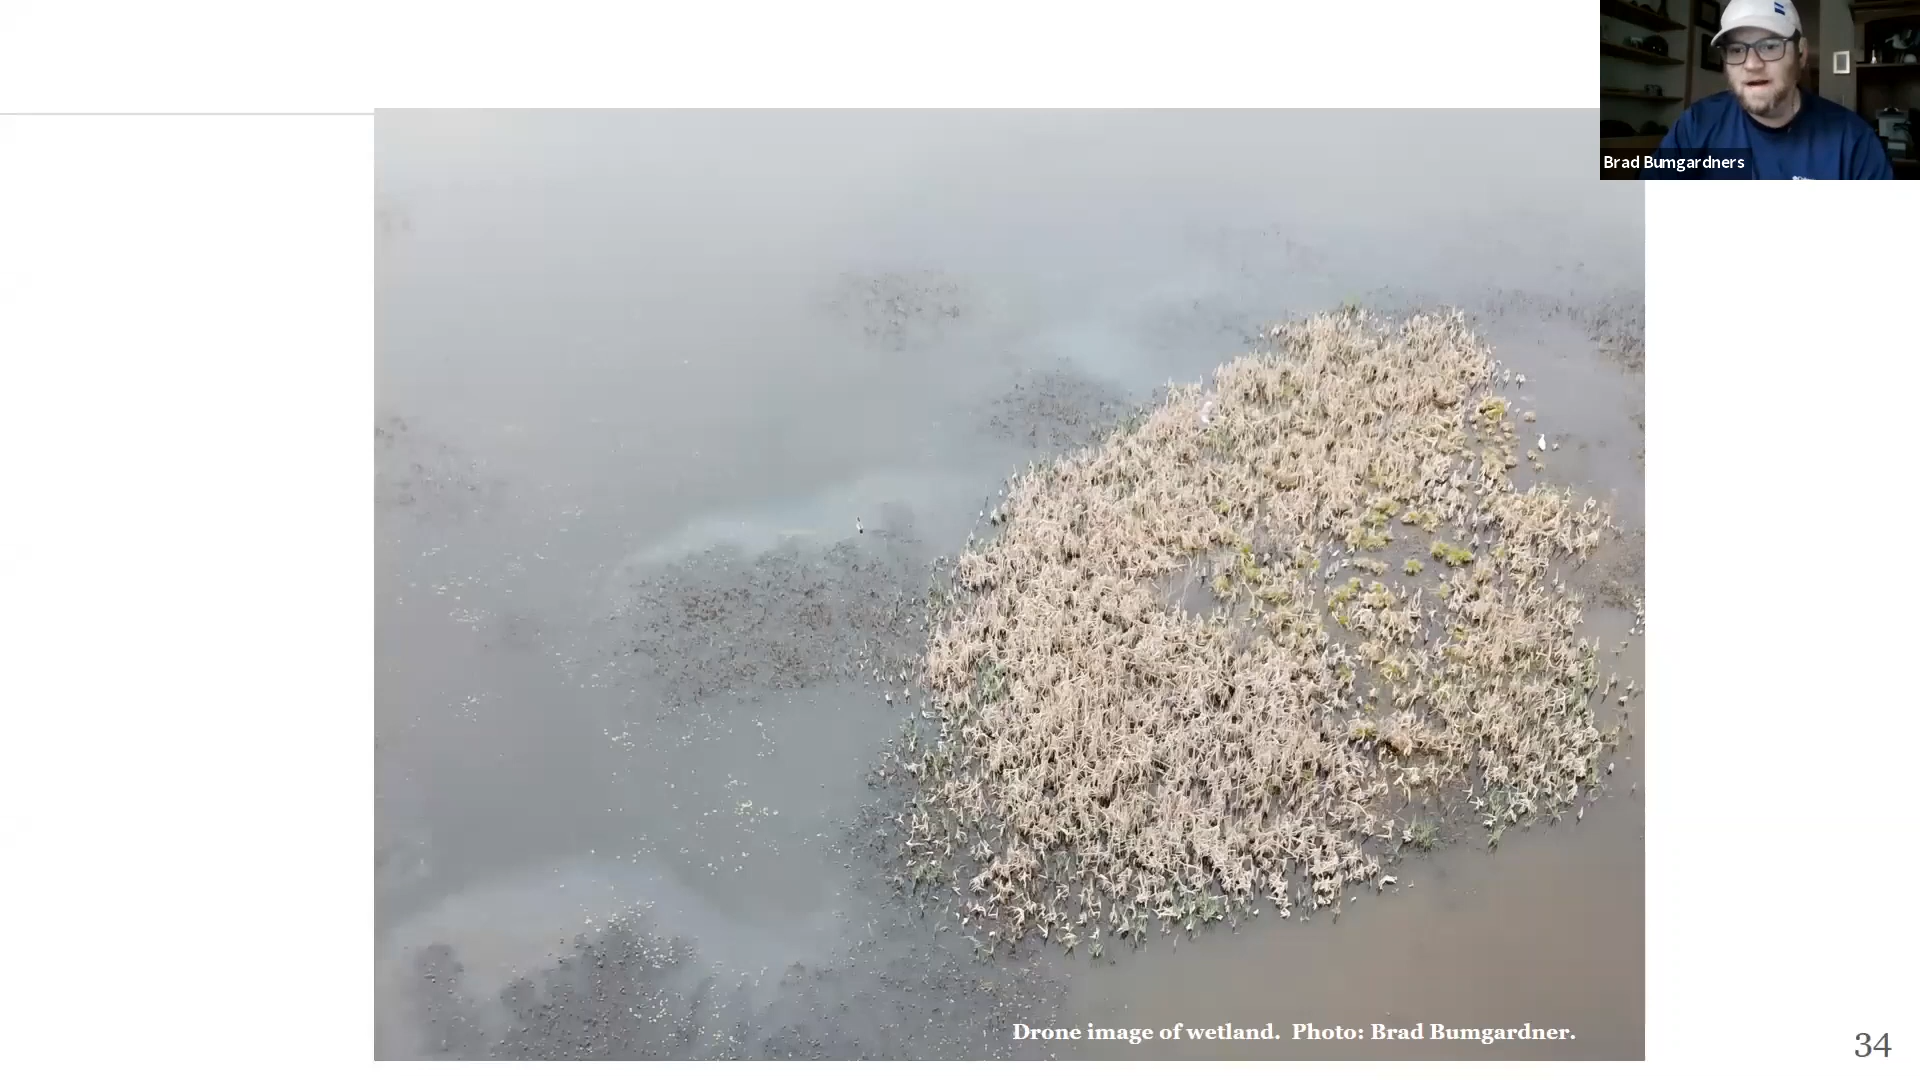 Brad Bumgardners
Drone image of wetland.  Photo: Brad Bumgardner.
34